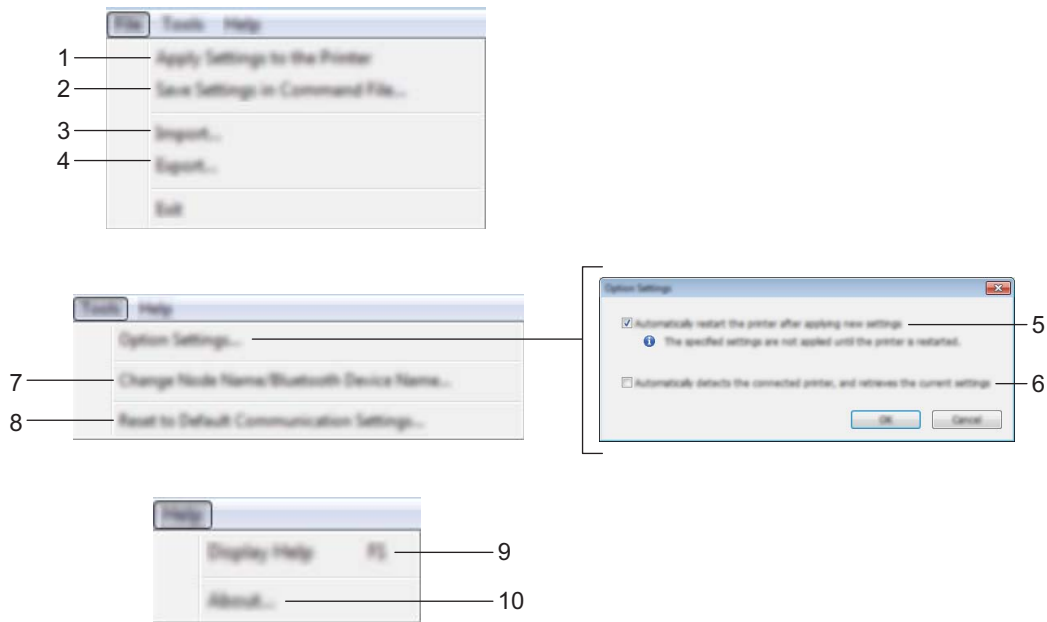 File Tools Help
1 Apply Settings to the Printer
2 Save Settings in Command File...
3 Import...
4 Export...
Exit
Tools Help
Option Settings...
7 Change Node Name/Bluetooth Device Name...
8 Reset to Default Communication Settings...
Option Settings
Automatically restart the printer after applying new settings 5
The specified settings are not applied until the printer is restarted.
Automatically detects the connected printer, and retrieves the current settings 6
OK Cancel
Help
Display Help F1 9
About... 10